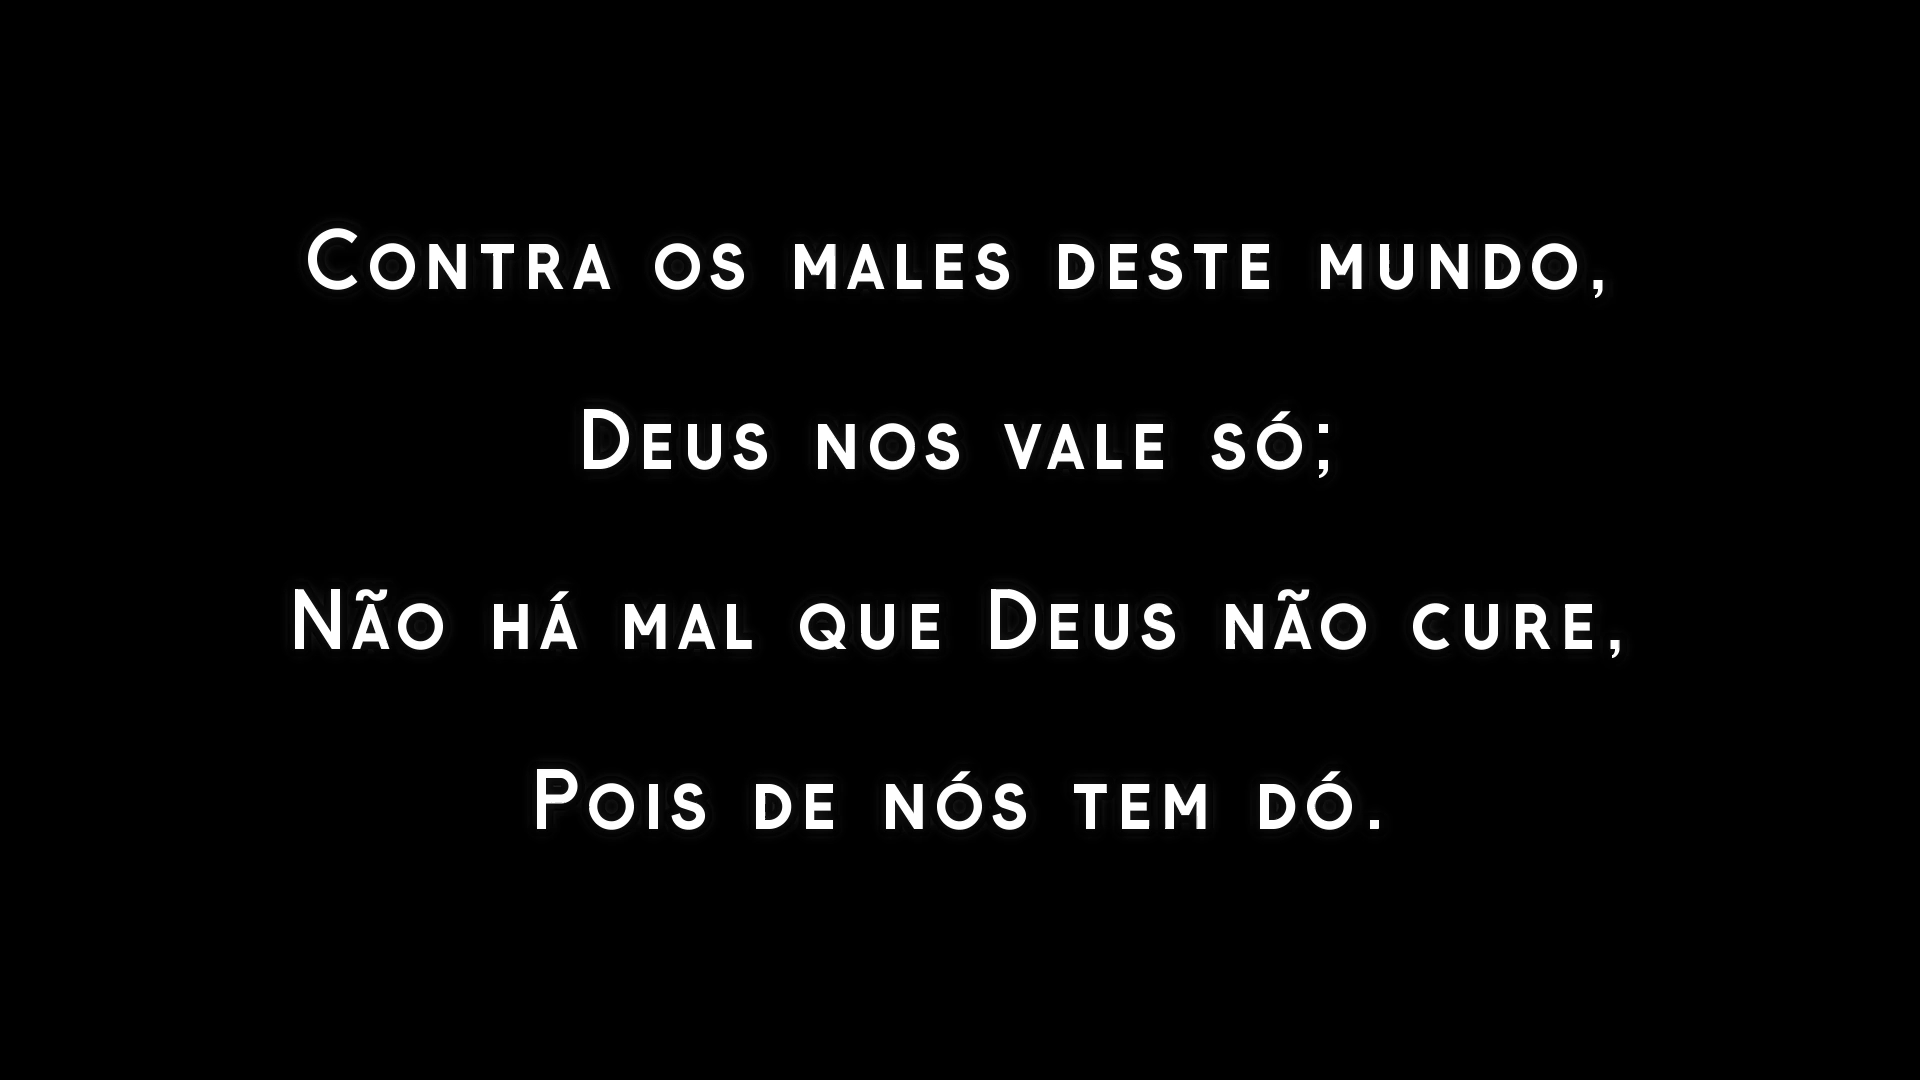 Contra os males deste mundo,
Deus nos vale só;
Não há mal que Deus não cure,
Pois de nós tem dó.